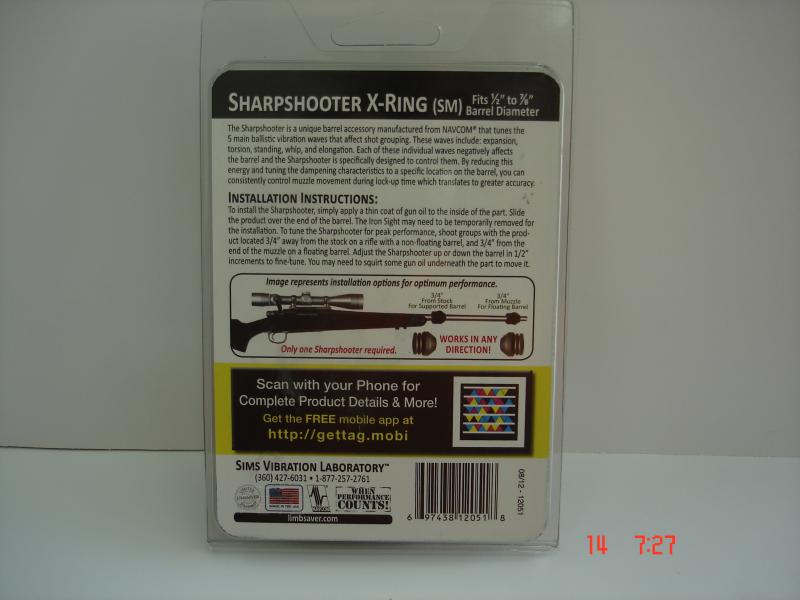 SHARPSHOOTER X-RING (SM) Fits ½" to ⅞" Barrel Diameter
The Sharpshooter is a unique barrel accessory manufactured from NAVCOM® that tunes the
5 main ballistic vibration waves that affect shot grouping. These waves include: expansion,
torsion, standing, whip, and elongation. Each of these individual waves negatively affects
the barrel and the Sharpshooter is specifically designed to control them. By reducing this
energy and tuning the dampening characteristics to a specific location on the barrel, you can
consistently control muzzle movement during lock-up time which translates to greater accuracy.
INSTALLATION INSTRUCTIONS:
To install the Sharpshooter, simply apply a thin coat of gun oil to the inside of the part. Slide
the product over the end of the barrel. The Iron Sight may need to be temporarily removed for
the installation. To tune the Sharpshooter for peak performance, shoot groups with the prod-
uct located 3/4" away from the stock on a rifle with a non-floating barrel, and 3/4" from the
end of the muzzle on a floating barrel. Adjust the Sharpshooter up or down the barrel in 1/2"
increments to fine-tune. You may need to squirt some gun oil underneath the part to move it.
Image represents installation options for optimum performance.
3/4"
From Stock
For Supported Barrel
3/4"
From Muzzle
For Floating Barrel
Only one Sharpshooter required.
WORKS IN ANY
DIRECTION!
Scan with your Phone for
Complete Product Details & More!
Get the FREE mobile app at
http://gettag.mobi
SIMS VIBRATION LABORATORY™
(360) 427-6031 • 1-877-257-2761
MADE IN THE USA
WHEN
PERFORMANCE
COUNTS!
limbsaver.com
6 97438 12051 8
08/12 - 12051
14 7:27